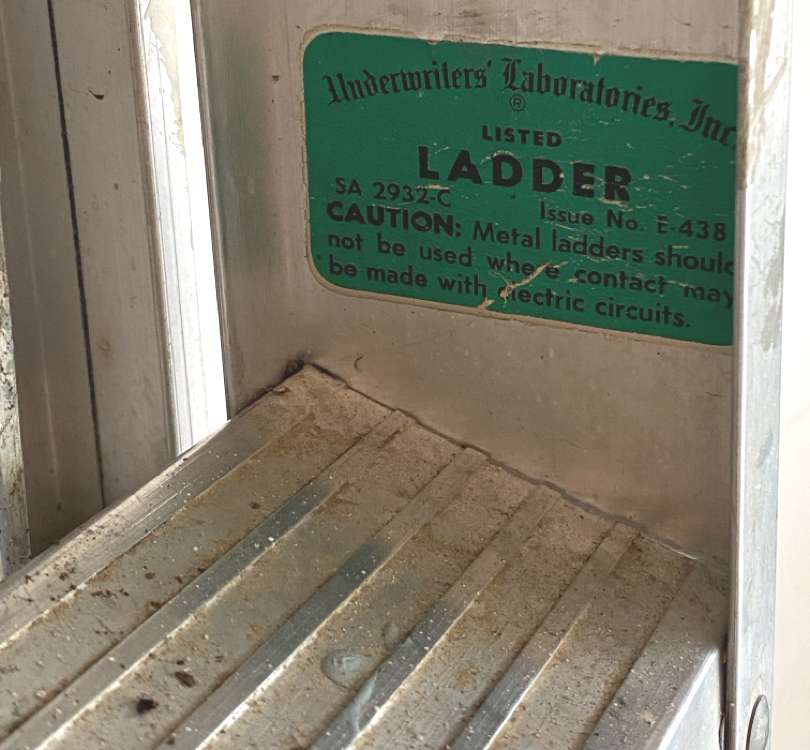 Underwriters' Laboratories, Inc.
®
LISTED
LADDER
SA 2932-C
Issue No. E-438
CAUTION: Metal ladders should
not be used where contact may
be made with electric circuits.